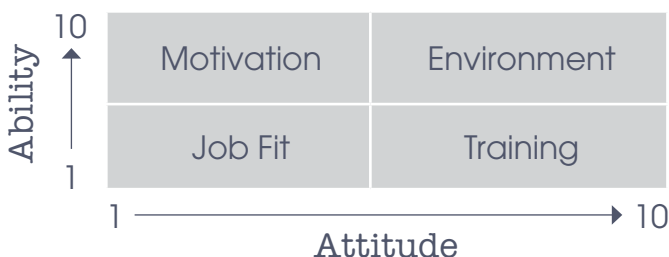 10
Motivation Environment
Ability
Job Fit Training
1
1 10
Attitude